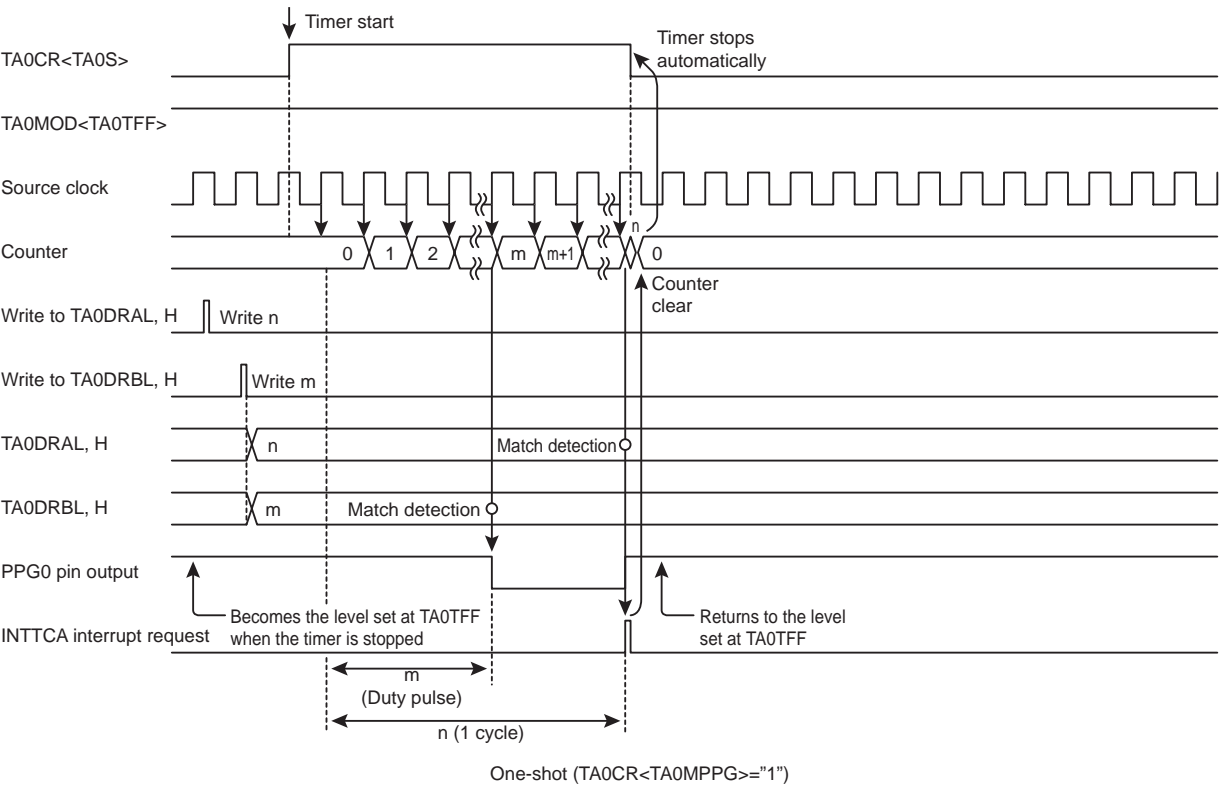 Timer start
Timer stops
automatically
TA0CR<TA0S>
TA0MOD<TA0TFF>
Source clock
n
Counter
0 1 2 m m+1 0
Counter
clear
Write to TA0DRAL, H
Write n
Write to TA0DRBL, H
Write m
TA0DRAL, H
n
Match detection
TA0DRBL, H
m
Match detection
PPG0 pin output
Becomes the level set at TA0TFF
when the timer is stopped
Returns to the level
set at TA0TFF
INTTCA interrupt request
m
(Duty pulse)
n (1 cycle)
One-shot (TA0CR<TA0MPPG>=”1”)